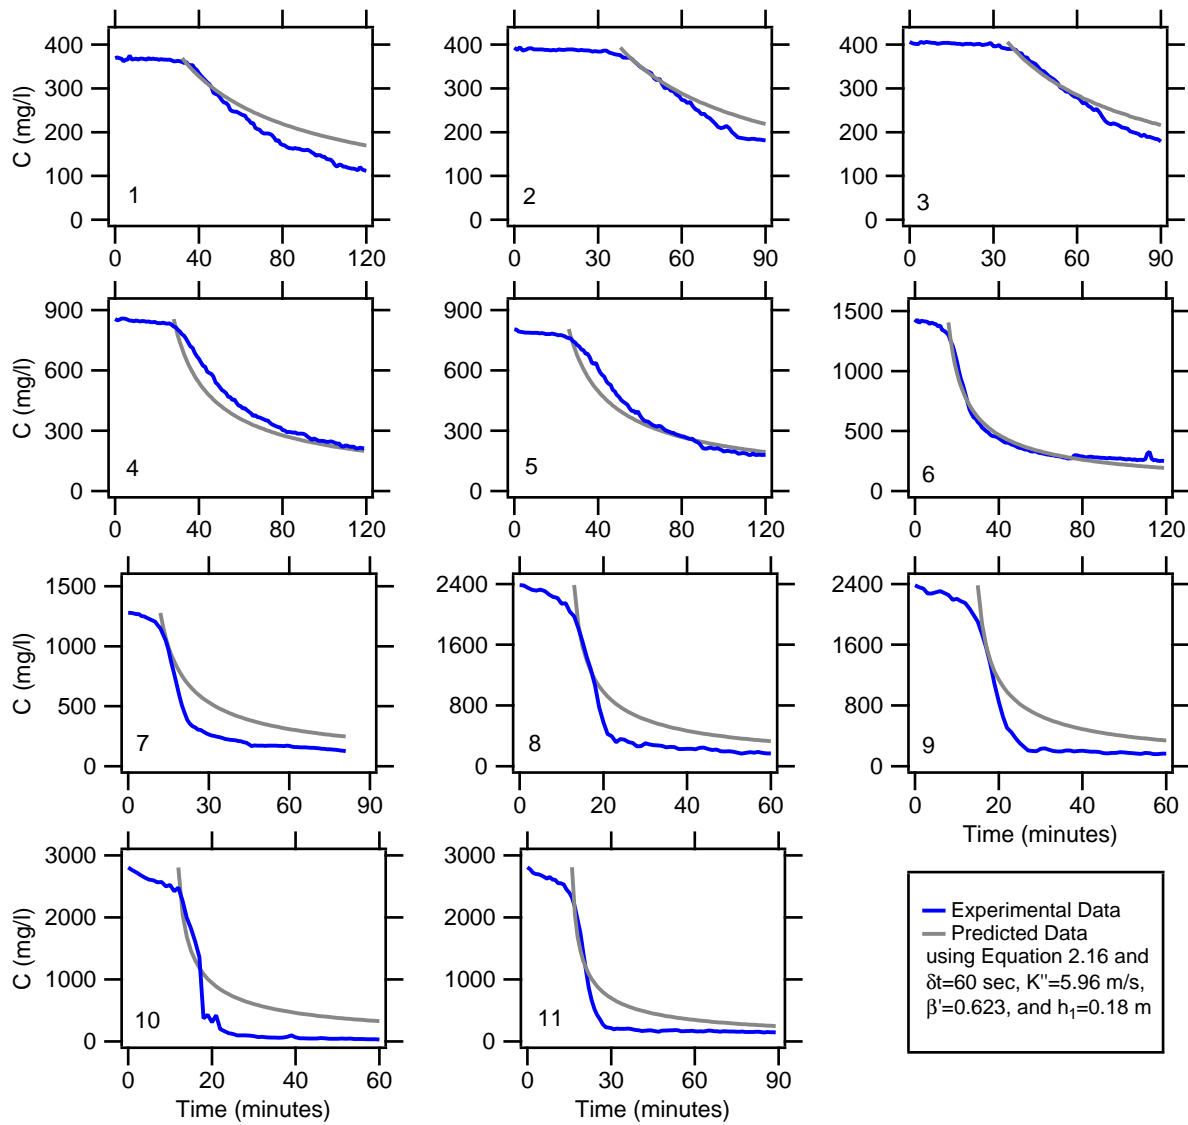 400
300
200
100
0
C (mg/l)
1
0 40 80 120
400
300
200
100
0
2
0 30 60 90
400
300
200
100
0
3
0 30 60 90
900
600
300
0
C (mg/l)
4
0 40 80 120
900
600
300
0
5
0 40 80 120
1500
1000
500
0
6
0 40 80 120
1500
1000
500
0
C (mg/l)
7
0 30 60 90
2400
1600
800
0
8
0 20 40 60
2400
1600
800
0
9
0 20 40 60
Time (minutes)
3000
2000
1000
0
C (mg/l)
10
0 20 40 60
Time (minutes)
3000
2000
1000
0
11
0 30 60 90
Time (minutes)
Experimental Data
Predicted Data
using Equation 2.16 and
δt=60 sec, K''=5.96 m/s,
β'=0.623, and h₁=0.18 m